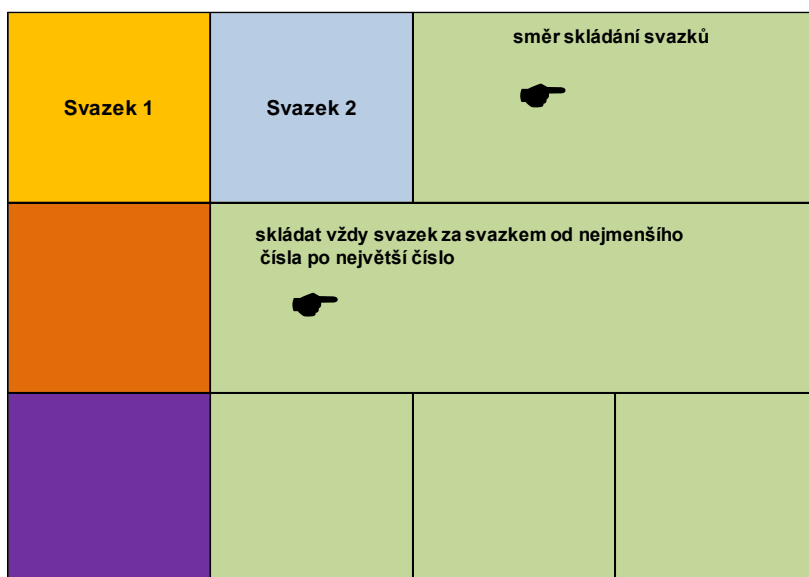 směr skládání svazků
Svazek 1
Svazek 2
skládat vždy svazek za svazkem od nejmenšího
čísla po největší číslo